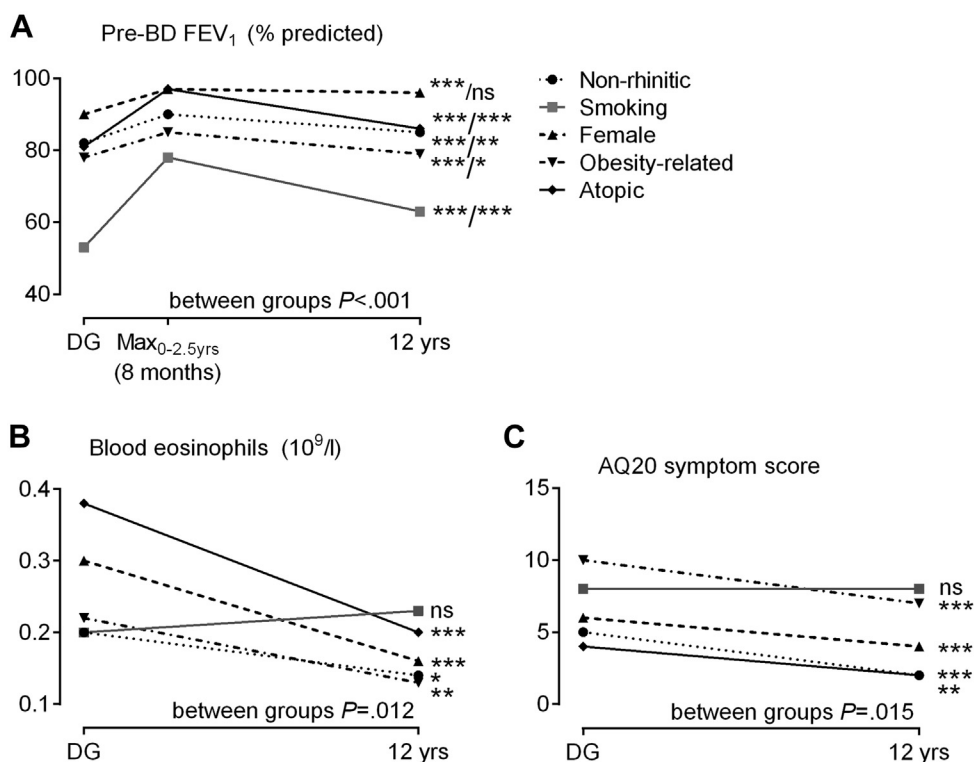 A
Pre-BD FEV1 (% predicted)
100
80
60
40
***/ns
***/***
***/**
***/*
***/***
Non-rhinitic
Smoking
Female
Obesity-related
Atopic
between groups P<.001
DG
Max0-2.5yrs
(8 months)
12 yrs
B
Blood eosinophils (10⁹/l)
0.4
0.3
0.2
0.1
ns
***
***
*
**
between groups P=.012
DG
12 yrs
C
AQ20 symptom score
15
10
5
0
ns
***
***
***
**
between groups P=.015
DG
12 yrs